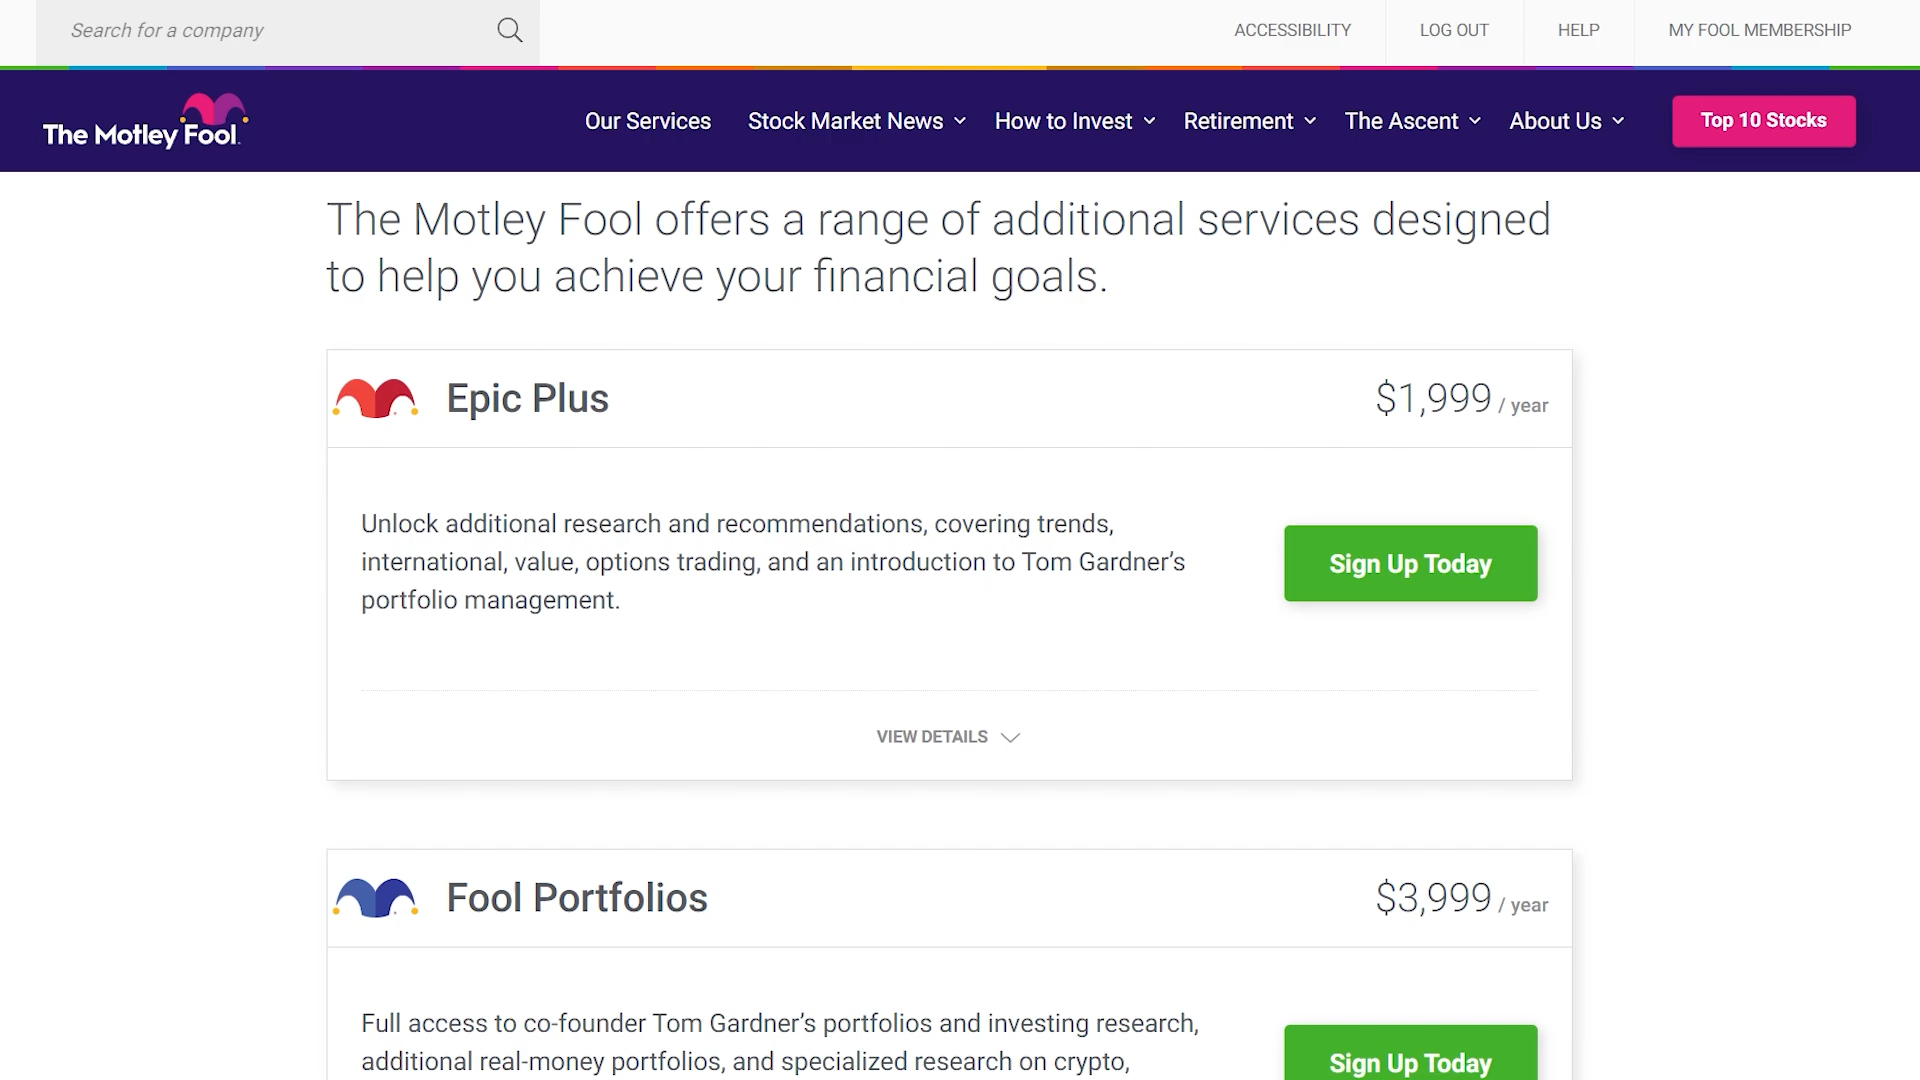 Search for a company
ACCESSIBILITY
LOG OUT
HELP
MY FOOL MEMBERSHIP
The Motley Fool.
Our Services
Stock Market News
How to Invest
Retirement
The Ascent
About Us
Top 10 Stocks
The Motley Fool offers a range of additional services designed
to help you achieve your financial goals.
Epic Plus
$1,999 / year
Unlock additional research and recommendations, covering trends,
international, value, options trading, and an introduction to Tom Gardner’s
portfolio management.
Sign Up Today
VIEW DETAILS
Fool Portfolios
$3,999 / year
Full access to co-founder Tom Gardner’s portfolios and investing research,
additional real-money portfolios, and specialized research on crypto,
Sign Up Today